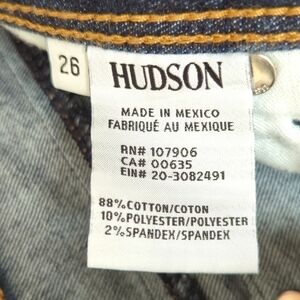 26
HUDSON
MADE IN MEXICO
FABRIQUÉ AU MEXIQUE
RN# 107906
CA# 00635
EIN# 20-3082491
88%COTTON/COTON
10%POLYESTER/POLYESTER
2%SPANDEX/SPANDEX